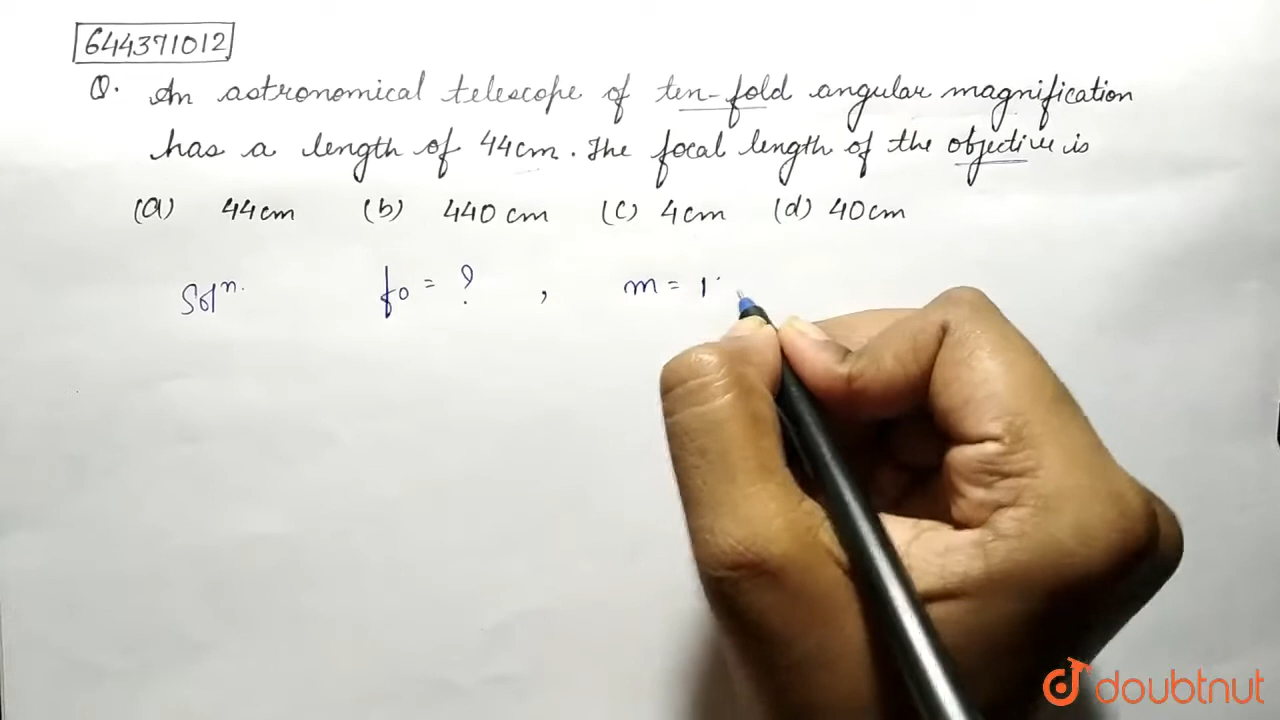 644371012
Q. An astronomical telescope of ten-fold angular magnification
has a length of 44cm. The focal length of the objective is
(a) 44cm (b) 440 cm (c) 4cm (d) 40cm
Solⁿ. fo = ? , m = 1
doubtnut